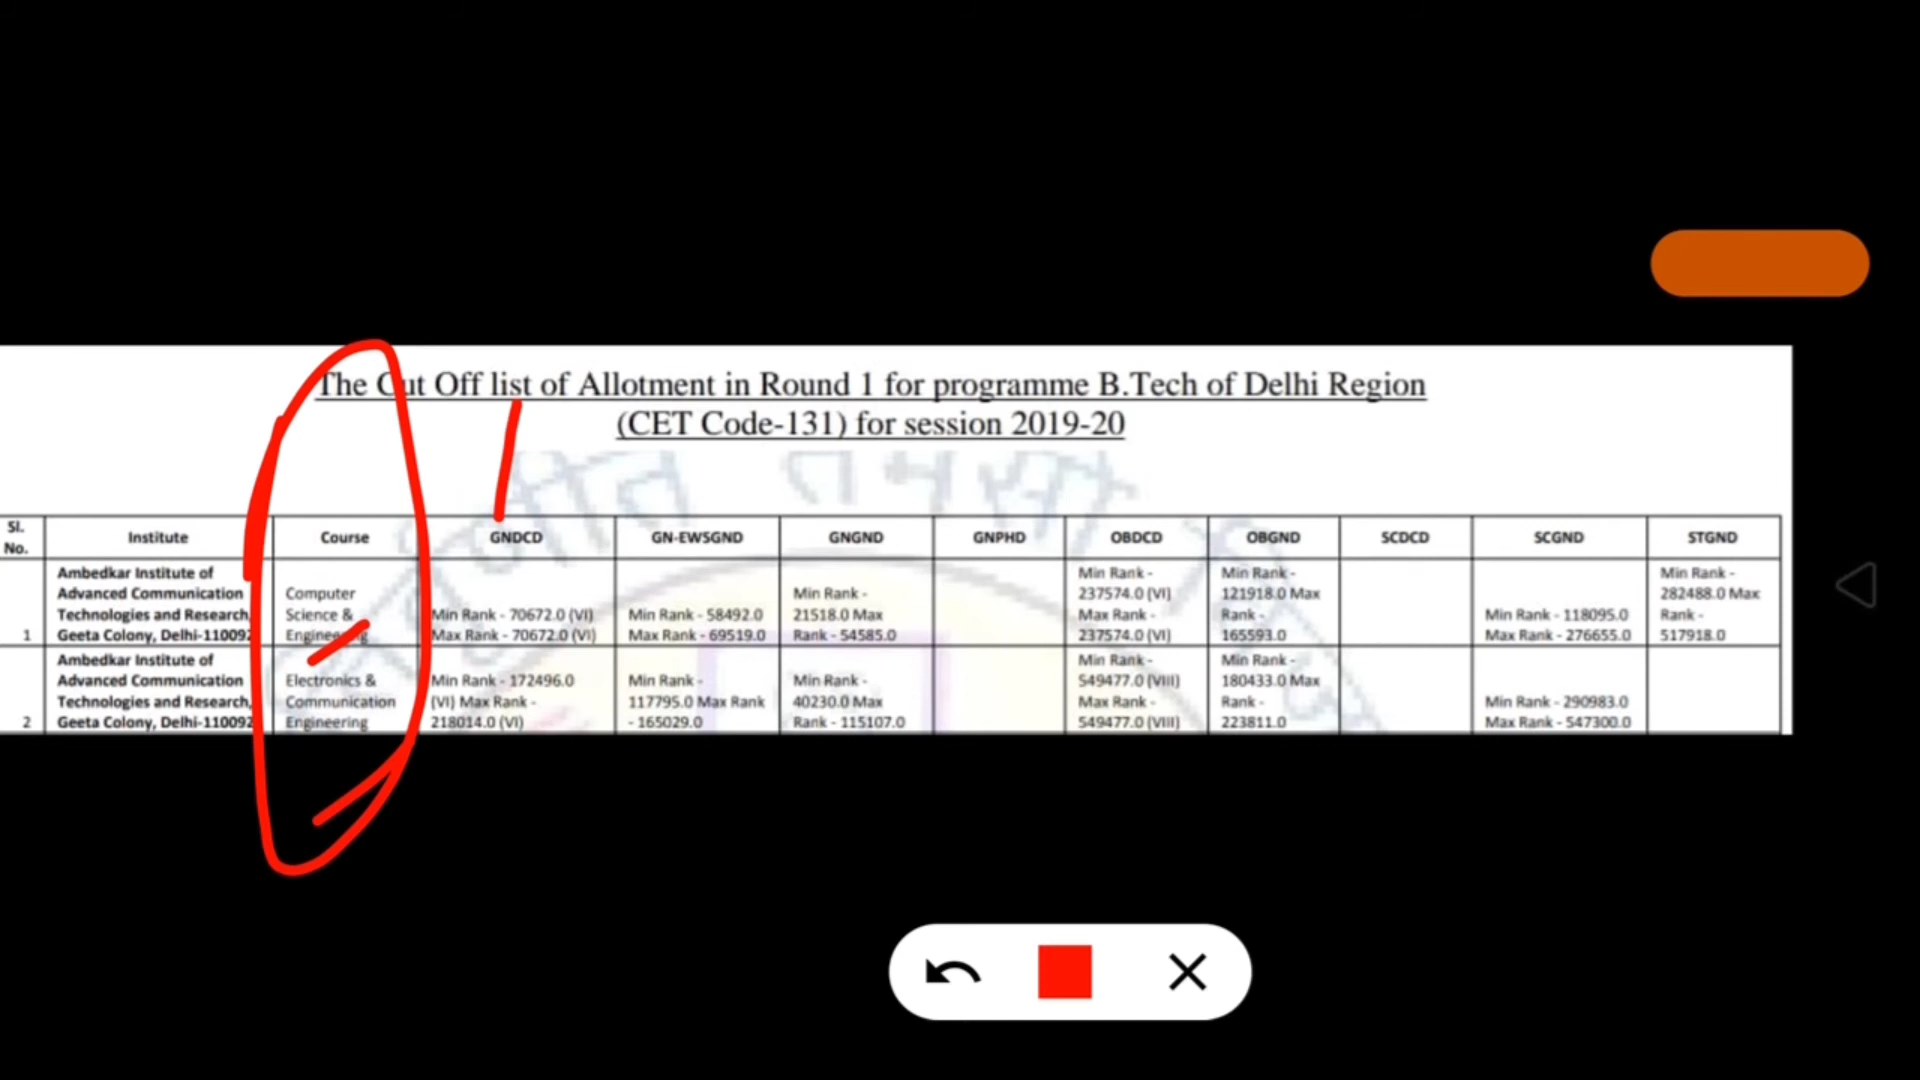 The Cut Off list of Allotment in Round 1 for programme B.Tech of Delhi Region
(CET Code-131) for session 2019-20
Sl. No.
Institute
Course
GNDCD
GN-EWSGND
GNGND
GNPHD
OBDCD
OBGND
SCDCD
SCGND
STGND
1
Ambedkar Institute of
Advanced Communication
Technologies and Research,
Geeta Colony, Delhi-110092
Computer
Science &
Engineering
Min Rank - 70672.0 (VI)
Max Rank - 70672.0 (VI)
Min Rank - 58492.0
Max Rank - 69519.0
Min Rank -
21518.0 Max
Rank - 54585.0
Min Rank -
237574.0 (VI)
Max Rank -
237574.0 (VI)
Min Rank -
121918.0 Max
Rank -
165593.0
Min Rank - 118095.0
Max Rank - 276655.0
Min Rank -
282488.0 Max
Rank -
517918.0
2
Ambedkar Institute of
Advanced Communication
Technologies and Research,
Geeta Colony, Delhi-110092
Electronics &
Communication
Engineering
Min Rank - 172496.0
(VI) Max Rank -
218014.0 (VI)
Min Rank -
117795.0 Max Rank
- 165029.0
Min Rank -
40230.0 Max
Rank - 115107.0
Min Rank -
549477.0 (VIII)
Max Rank -
549477.0 (VIII)
Min Rank -
180433.0 Max
Rank -
223811.0
Min Rank - 290983.0
Max Rank - 547300.0